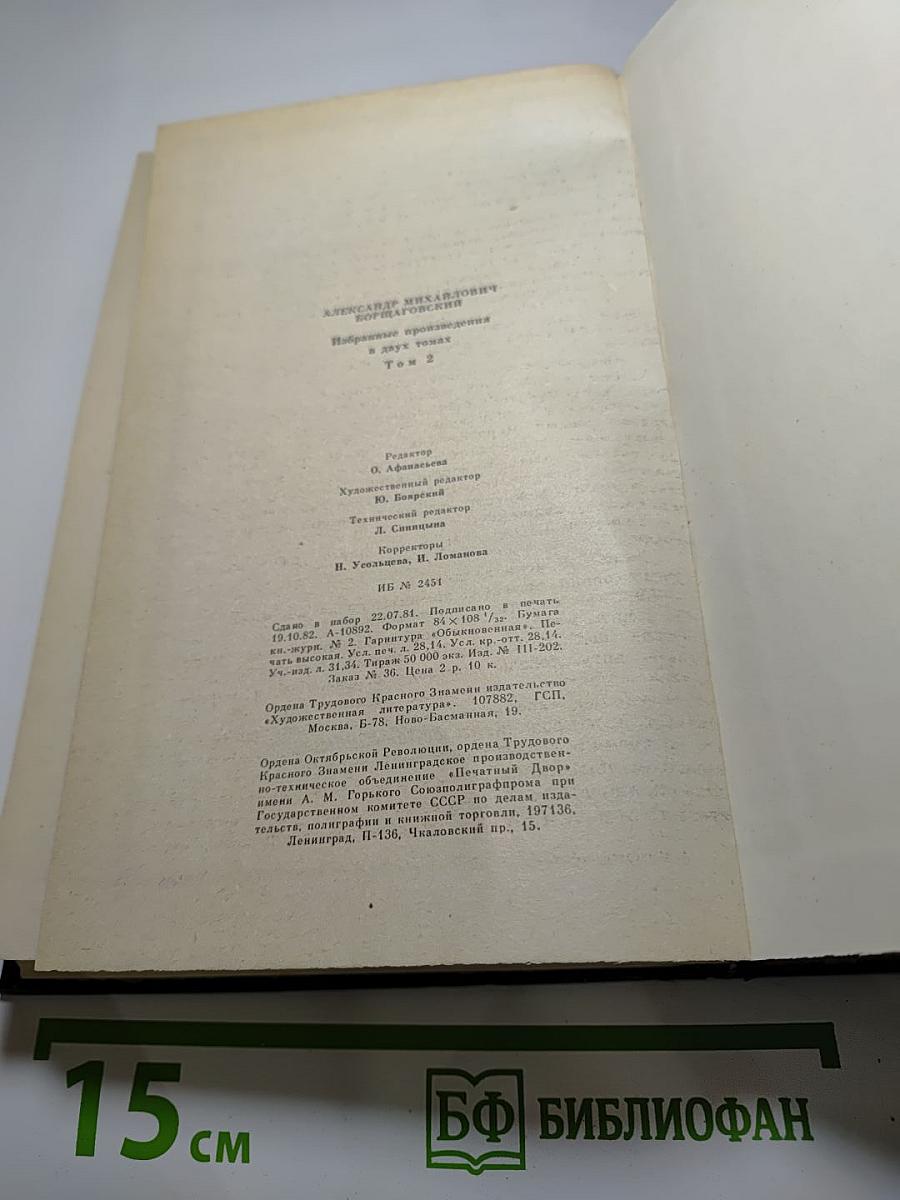 АЛЕКСАНДР МИХАЙЛОВИЧ
БОРЩАГОВСКИЙ
Избранные произведения
в двух томах
Том 2
Редактор
О. Афанасьева
Художественный редактор
Ю. Боярский
Технический редактор
Л. Синицына
Корректоры
Н. Усольцева, И. Ломанова
ИБ № 2451
Сдано в набор 22.07.81. Подписано в печать
19.10.82. А-10892. Формат 84×108 1/32. Бумага
кн.-журн. № 2. Гарнитура «Обыкновенная». Пе-
чать высокая. Усл. печ. л. 28,14. Усл. кр.-отт. 28,14.
Уч.-изд. л. 31,34. Тираж 50 000 экз. Изд. № III-202.
Заказ № 36. Цена 2 р. 10 к.
Ордена Трудового Красного Знамени издательство
«Художественная литература». 107882, ГСП,
Москва, Б-78, Ново-Басманная, 19.
Ордена Октябрьской Революции, ордена Трудового
Красного Знамени Ленинградское производствен-
но-техническое объединение «Печатный Двор»
имени А. М. Горького Союзполиграфпрома при
Государственном комитете СССР по делам изда-
тельств, полиграфии и книжной торговли, 197136,
Ленинград, П-136, Чкаловский пр., 15.
15 см
БФ БИБЛИОФАН